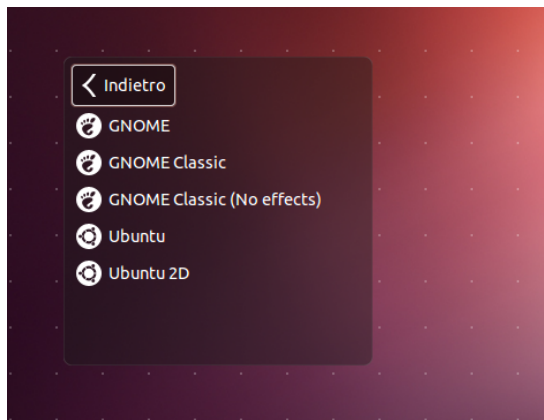 Indietro
GNOME
GNOME Classic
GNOME Classic (No effects)
Ubuntu
Ubuntu 2D